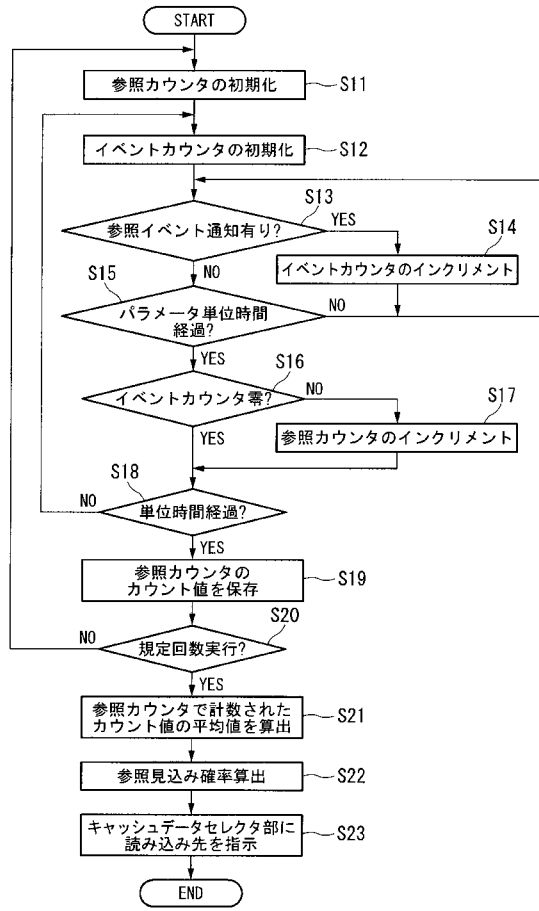 START
参照カウンタの初期化
S11
イベントカウンタの初期化
S12
S13
参照イベント通知有り?
YES
S14
イベントカウンタのインクリメント
NO
S15
パラメータ単位時間
経過?
NO
YES
S16
イベントカウンタ零?
NO
S17
参照カウンタのインクリメント
YES
S18
NO
単位時間経過?
YES
参照カウンタの
カウント値を保存
S19
S20
NO
規定回数実行?
YES
参照カウンタで計数された
カウント値の平均値を算出
S21
参照見込み確率算出
S22
キャッシュデータセレクタ部に
読み込み先を指示
S23
END